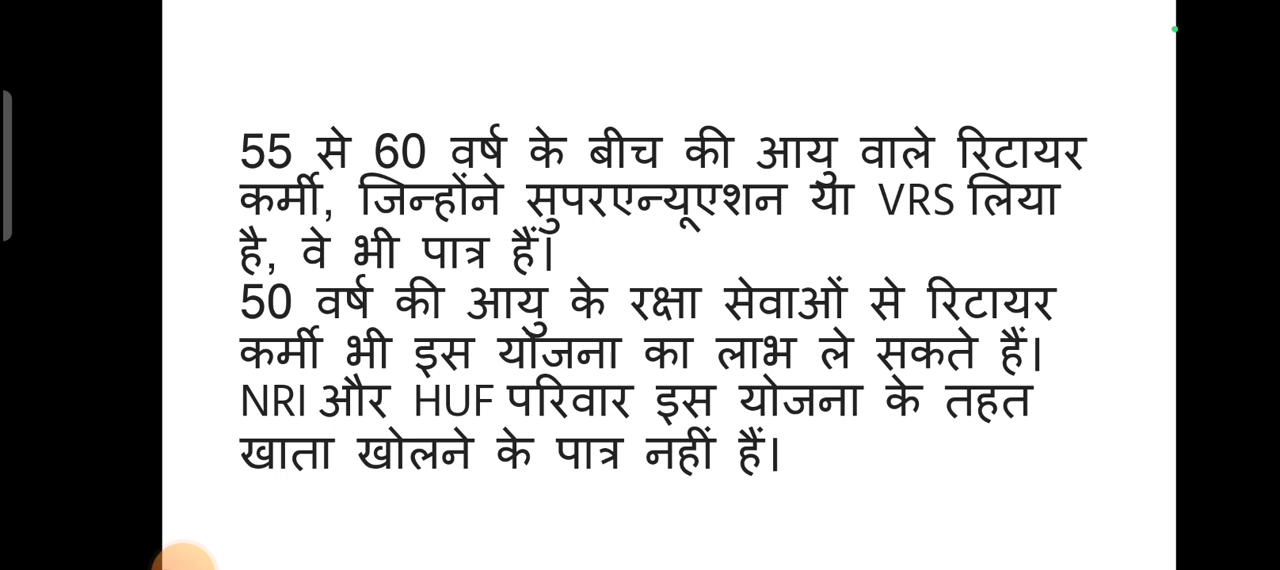 55 से 60 वर्ष के बीच की आयु वाले रिटायर
कर्मी, जिन्होंने सुपरएन्यूएशन या VRS लिया
है, वे भी पात्र हैं।
50 वर्ष की आयु के रक्षा सेवाओं से रिटायर
कर्मी भी इस योजना का लाभ ले सकते हैं।
NRI और HUF परिवार इस योजना के तहत
खाता खोलने के पात्र नहीं हैं।